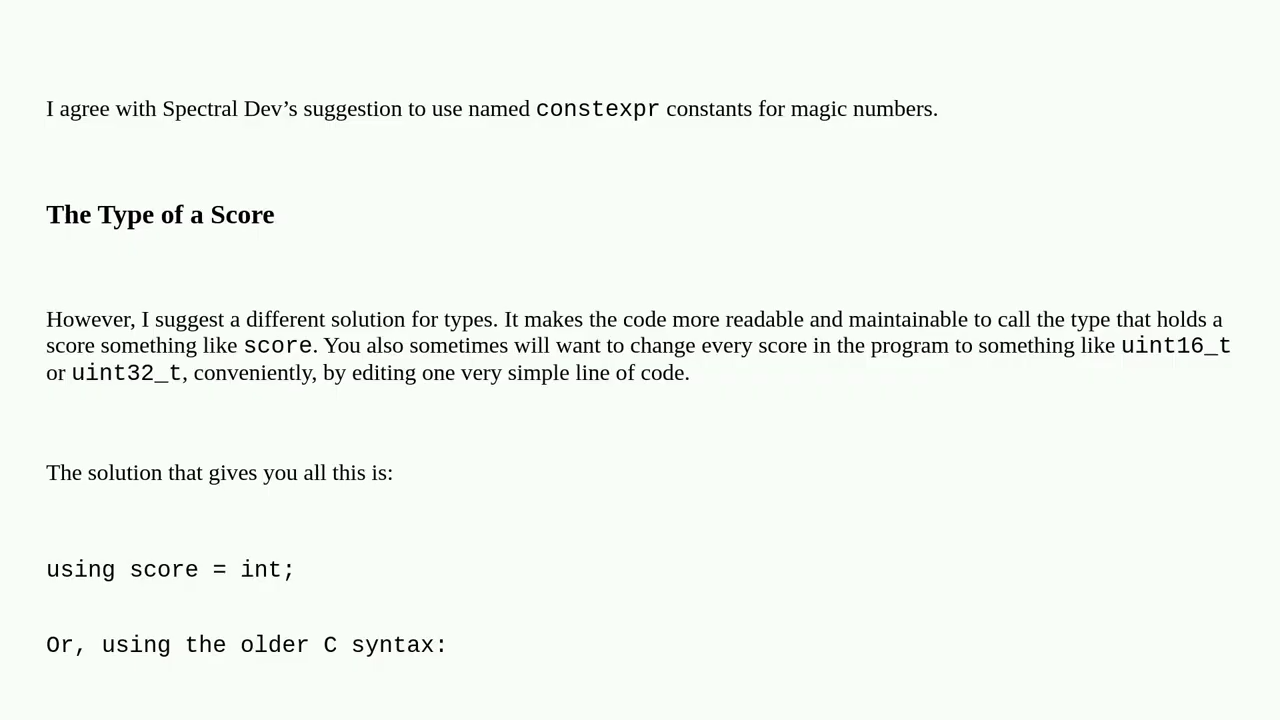 I agree with Spectral Dev’s suggestion to use named constexpr constants for magic numbers.
The Type of a Score
However, I suggest a different solution for types. It makes the code more readable and maintainable to call the type that holds a
score something like score. You also sometimes will want to change every score in the program to something like uint16_t
or uint32_t, conveniently, by editing one very simple line of code.
The solution that gives you all this is:
using score = int;
Or, using the older C syntax: